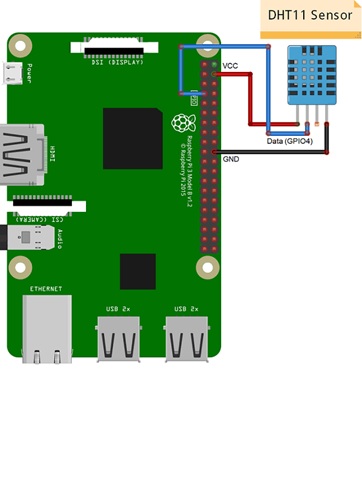 DHT11 Sensor
DSI (DISPLAY)
VCC
Power
Data (GPIO4)
Raspberry Pi 3 Model B v1.2
© Raspberry Pi 2015
HDMI
GND
CSI (CAMERA)
Audio
ETHERNET
USB 2x
USB 2x